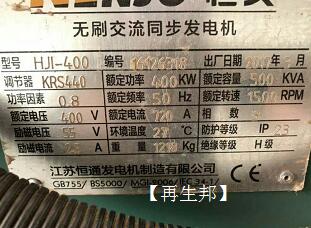 无刷交流同步发电机
型号 HJI-400 编号 出厂日期 月
调节器 KRS440 额定功率 400 KW 额定容量 500 KVA
功率因素 0.8 额定频率 50 Hz 额定转速 1500 RPM
额定电压 400 V 额定电流 720 A 相数
励磁电压 55 V 环境温度 防护等级 IP 23
励磁电流 A 重量 KG 绝缘等级 H级
江苏恒通发电机制造有限公司
GB755/ BS5000/
【再生邦】